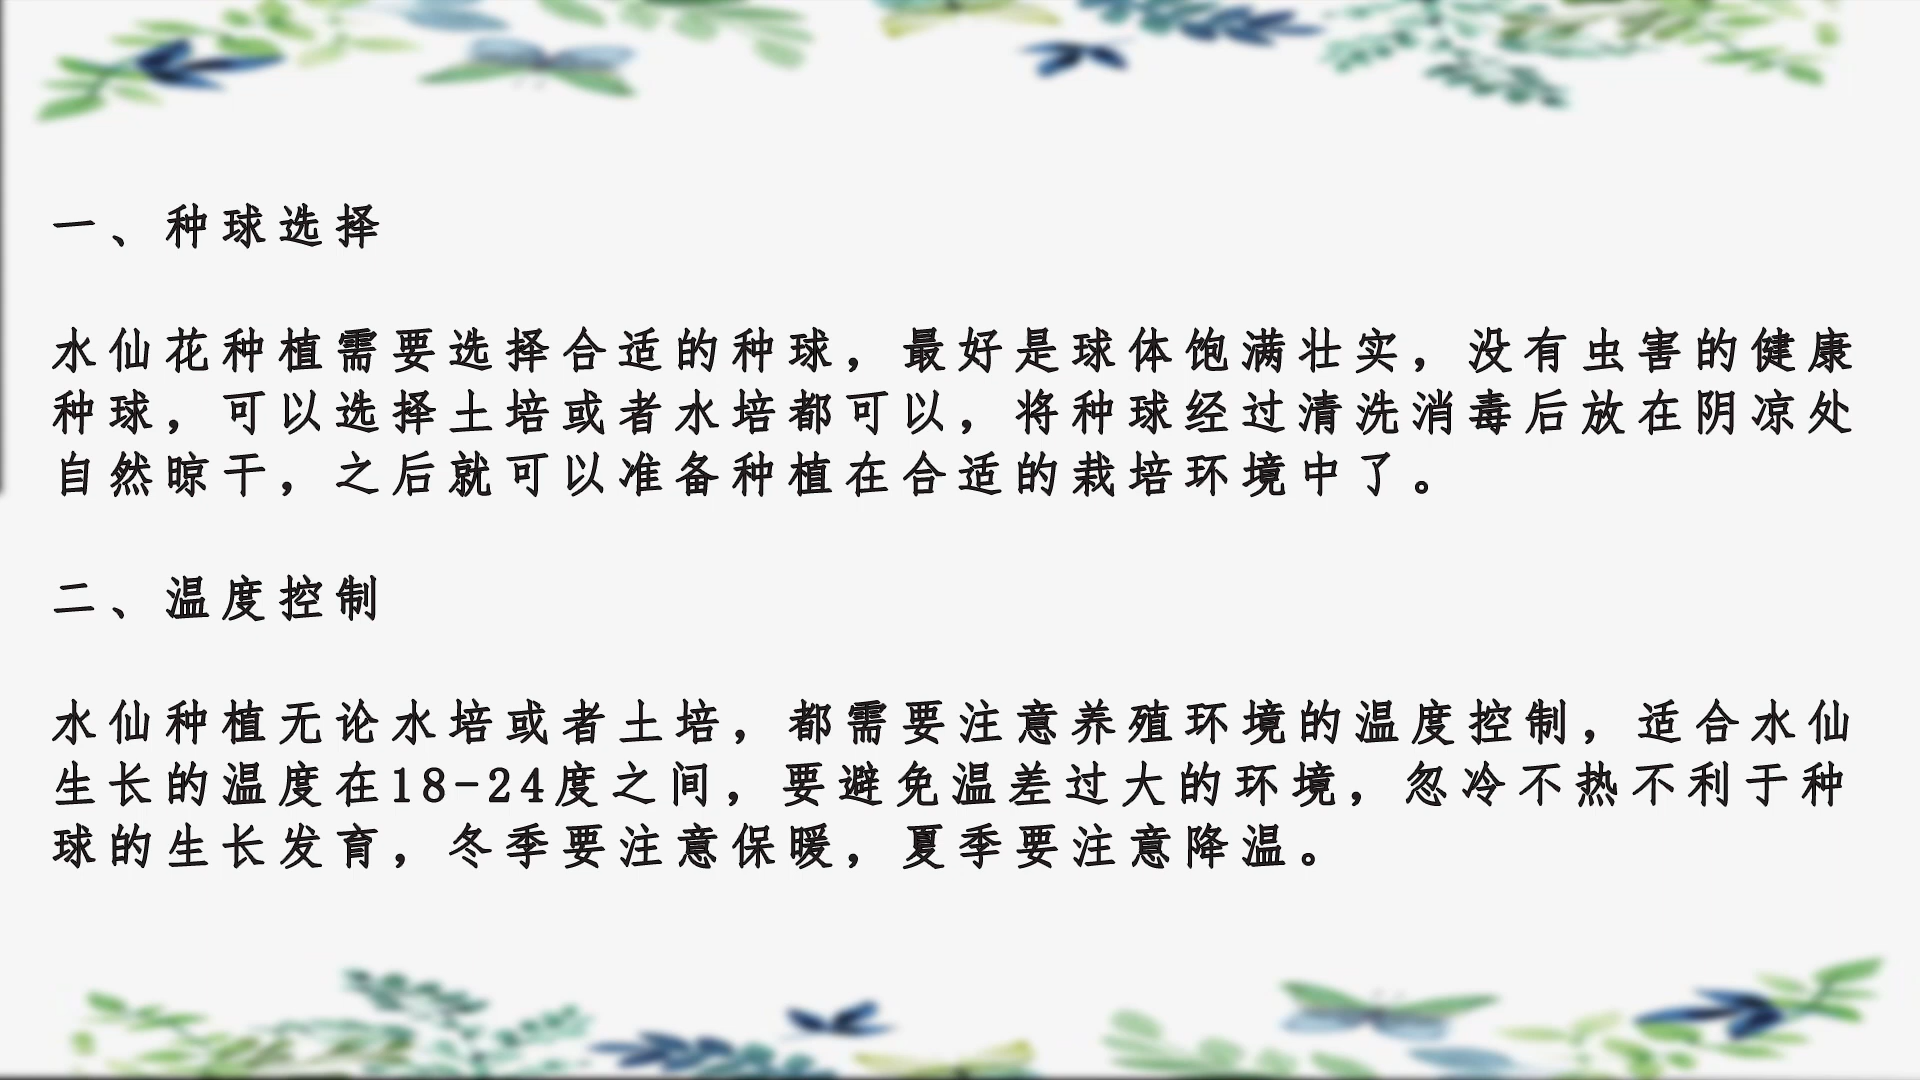 一、种球选择
水仙花种植需要选择合适的种球，最好是球体饱满壮实，没有虫害的健康
种球，可以选择土培或者水培都可以，将种球经过清洗消毒后放在阴凉处
自然晾干，之后就可以准备种植在合适的栽培环境中了。
二、温度控制
水仙种植无论水培或者土培，都需要注意养殖环境的温度控制，适合水仙
生长的温度在18-24度之间，要避免温差过大的环境，忽冷不热不利于种
球的生长发育，冬季要注意保暖，夏季要注意降温。